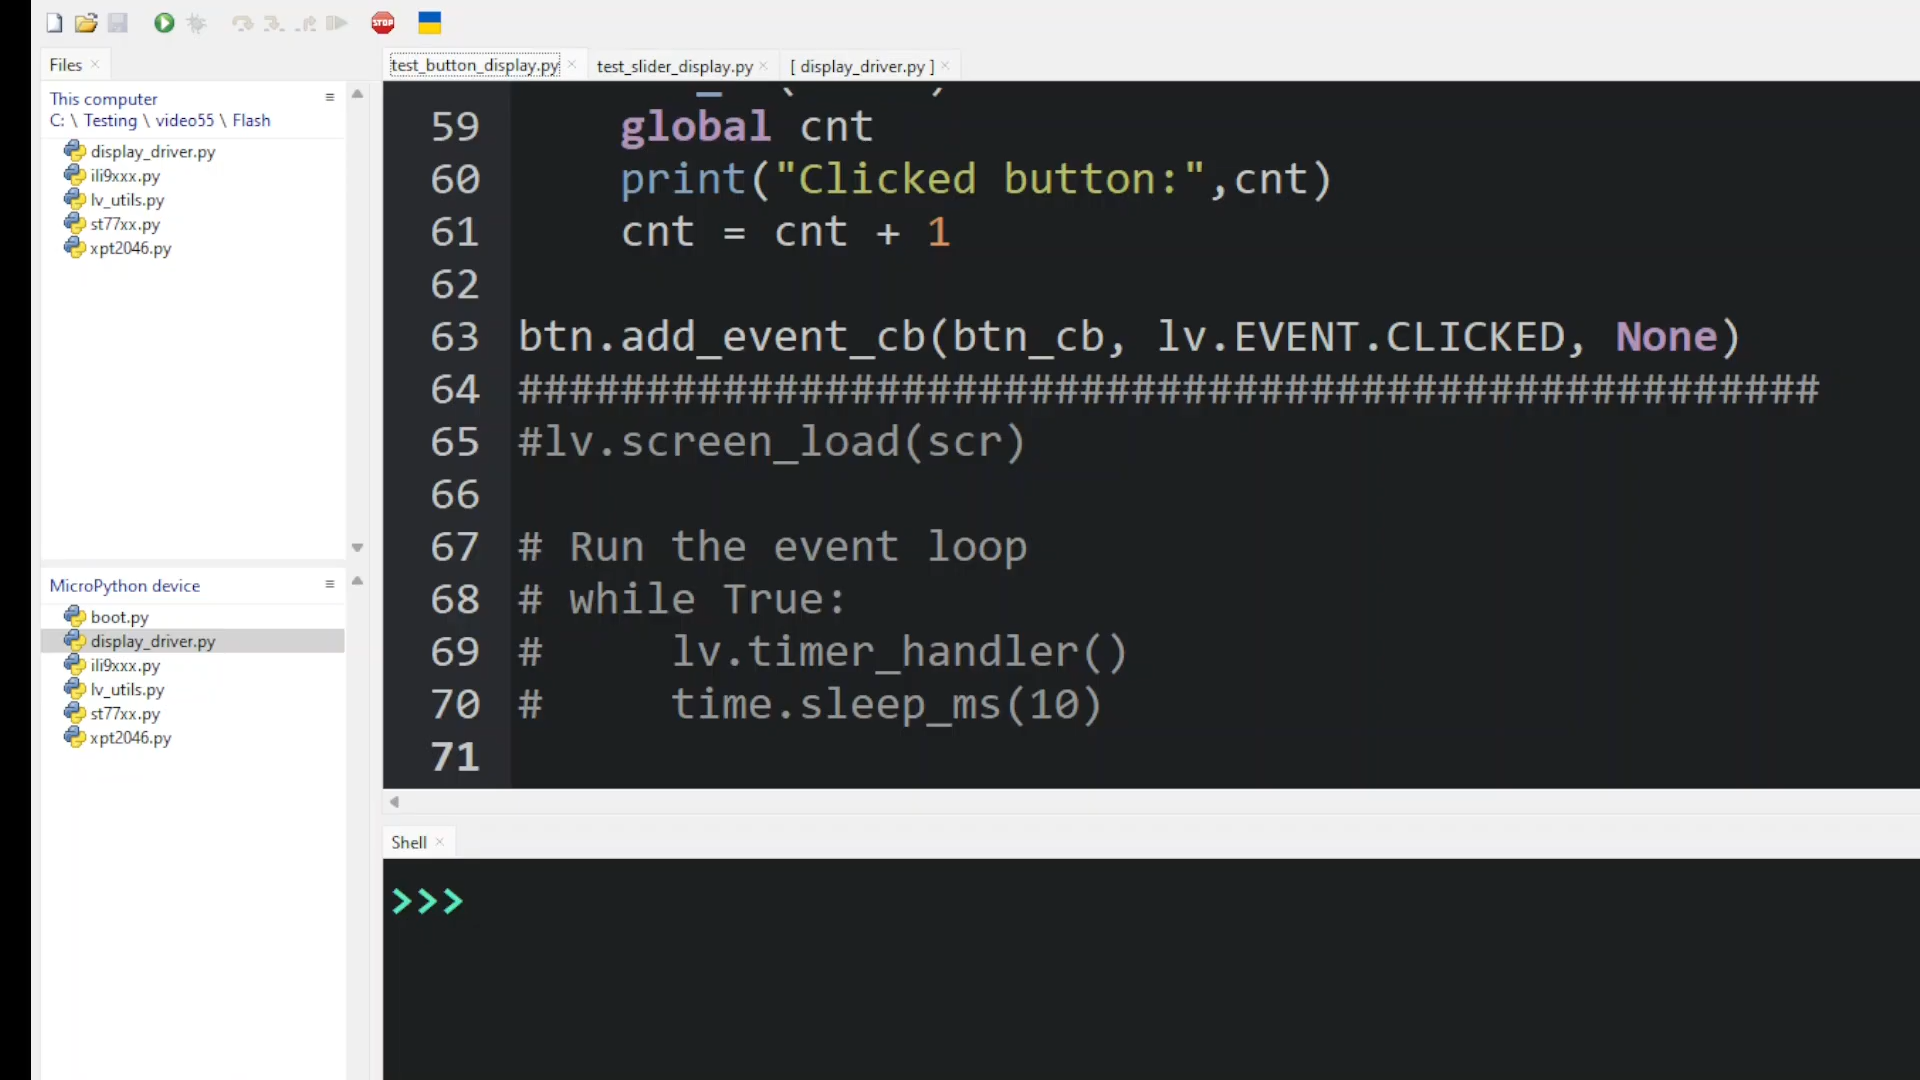 STOP
Files
test_button_display.py
test_slider_display.py
[ display_driver.py ]
This computer
C: \ Testing \ video55 \ Flash
display_driver.py
ili9xxx.py
lv_utils.py
st77xx.py
xpt2046.py
MicroPython device
boot.py
display_driver.py
ili9xxx.py
lv_utils.py
st77xx.py
xpt2046.py
59 global cnt
60 print("Clicked button:",cnt)
61 cnt = cnt + 1
62
63 btn.add_event_cb(btn_cb, lv.EVENT.CLICKED, None)
64 ###################################################
65 #lv.screen_load(scr)
66
67 # Run the event loop
68 # while True:
69 #     lv.timer_handler()
70 #     time.sleep_ms(10)
71
Shell
>>>